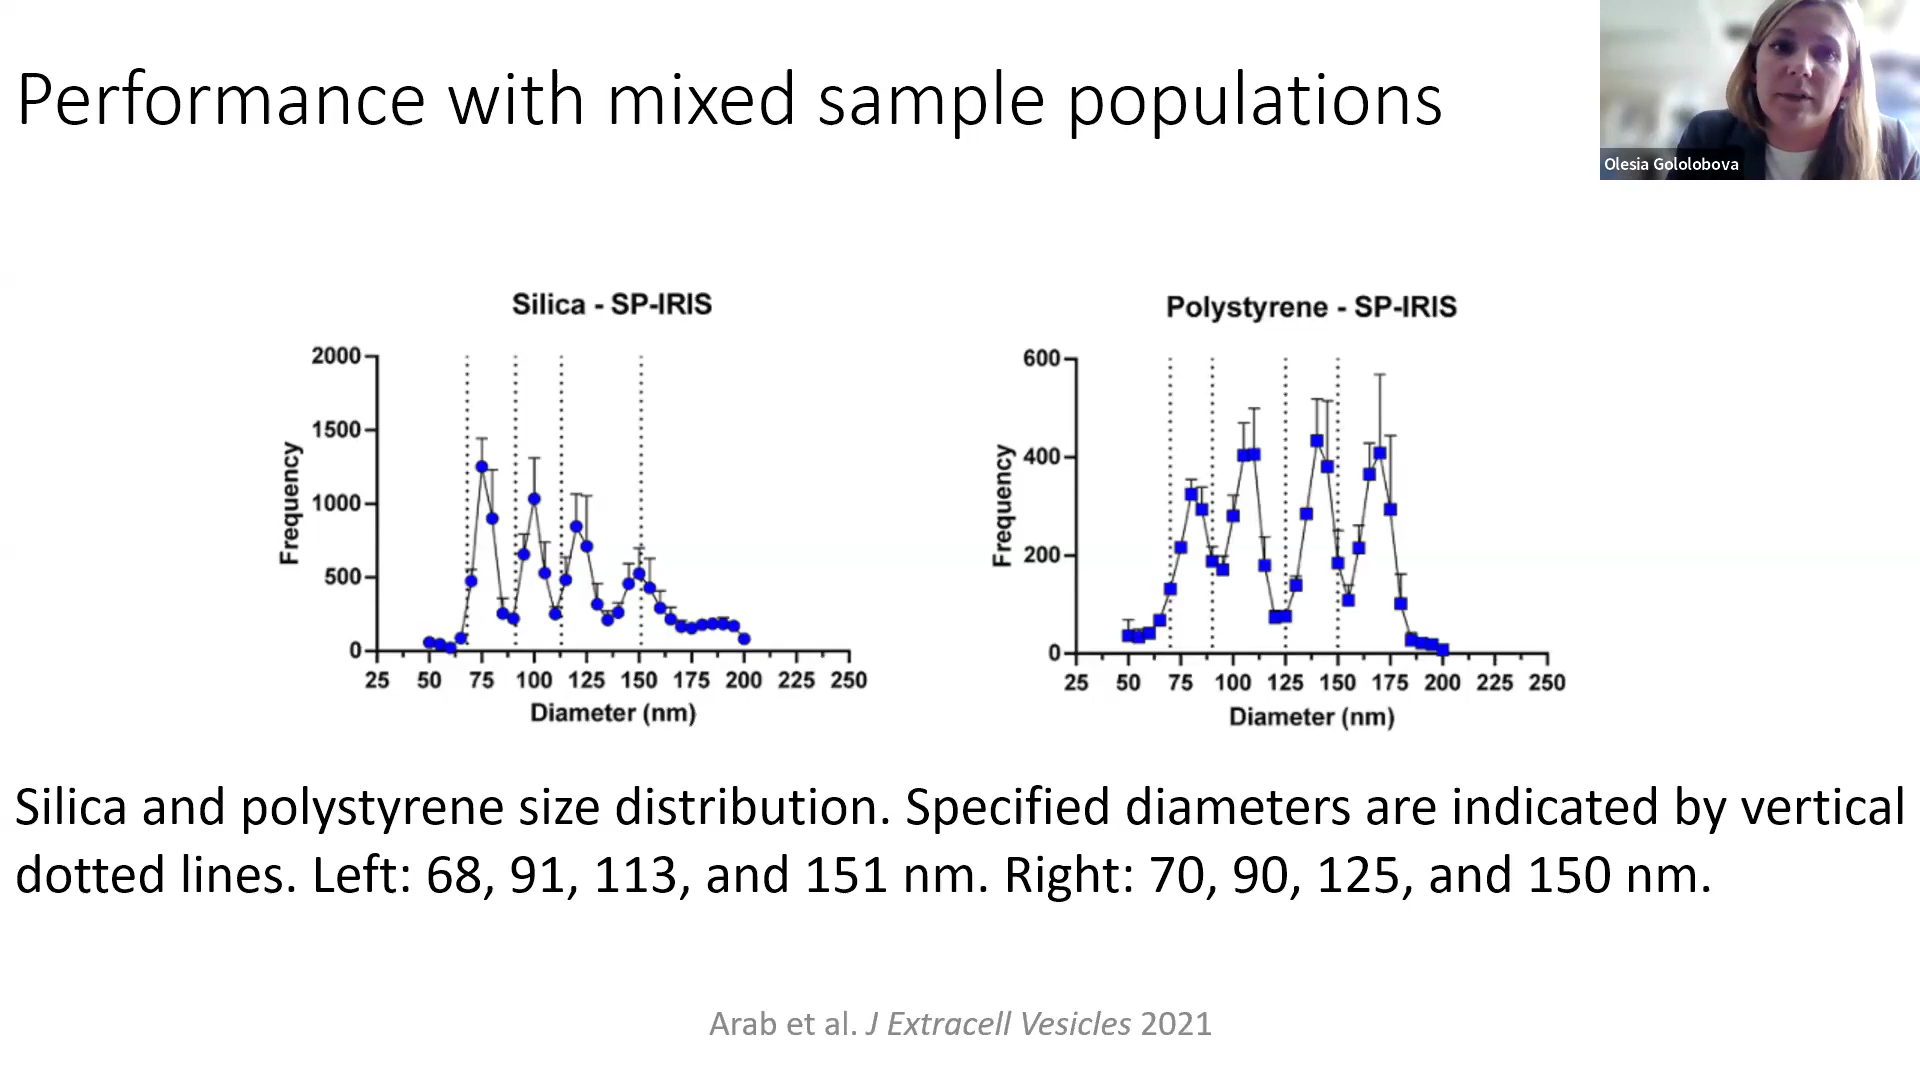 Performance with mixed sample populations
Olesia Gololobova
Silica - SP-IRIS
2000
1500
1000
500
0
Frequency
25 50 75 100 125 150 175 200 225 250
Diameter (nm)
Polystyrene - SP-IRIS
600
400
200
0
Frequency
25 50 75 100 125 150 175 200 225 250
Diameter (nm)
Silica and polystyrene size distribution. Specified diameters are indicated by vertical
dotted lines. Left: 68, 91, 113, and 151 nm. Right: 70, 90, 125, and 150 nm.
Arab et al. J Extracell Vesicles 2021